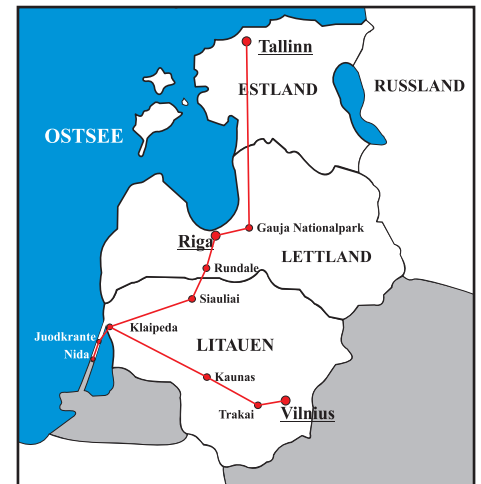 Tallinn
ESTLAND
RUSSLAND
OSTSEE
Gauja Nationalpark
Riga
LETTLAND
Rundale
Siauliai
Klaipeda
Juodkrante
LITAUEN
Nida
Kaunas
Trakai
Vilnius